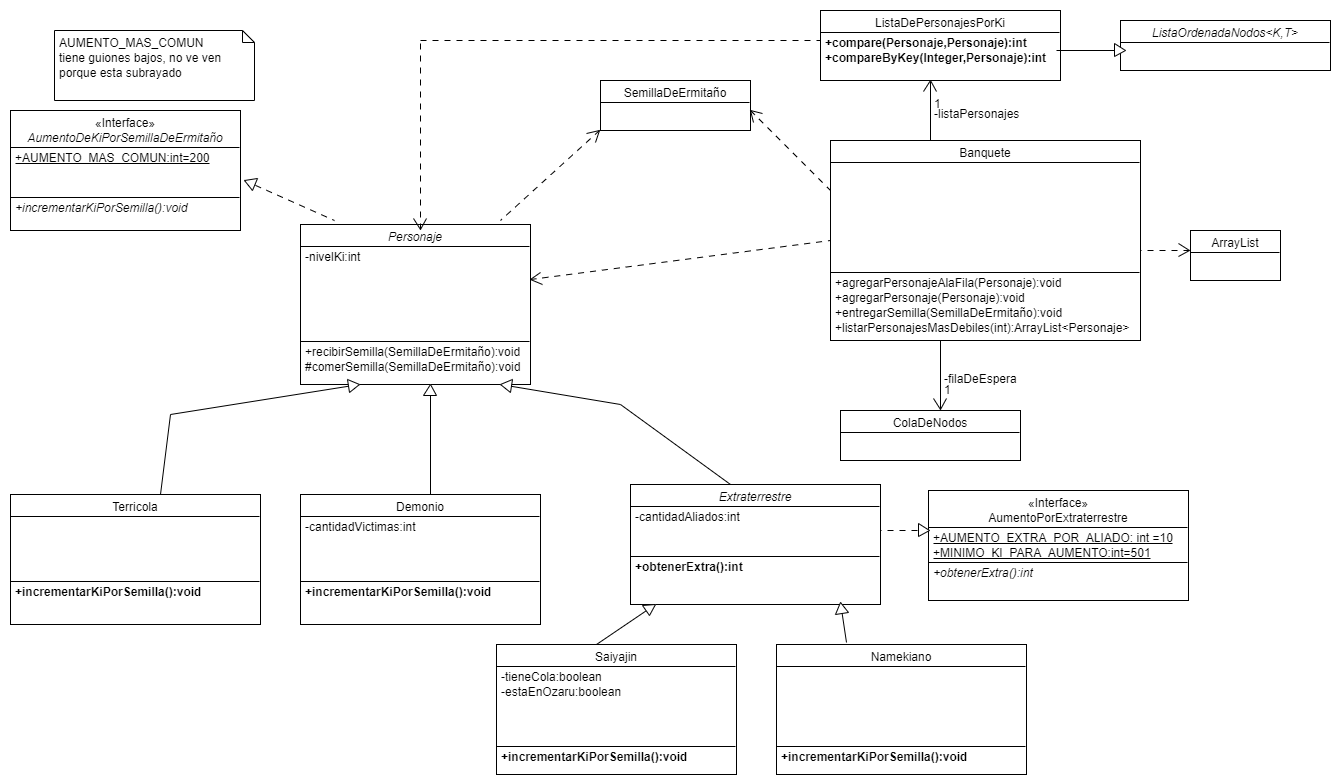 AUMENTO_MAS_COMUN
tiene guiones bajos, no ve ven
porque esta subrayado
«Interface»
AumentoDeKiPorSemillaDeErmitaño
+AUMENTO_MAS_COMUN:int=200
+incrementarKiPorSemilla():void
SemillaDeErmitaño
ListaDePersonajesPorKi
+compare(Personaje,Personaje):int
+compareByKey(Integer,Personaje):int
ListaOrdenadaNodos<K,T>
1
-listaPersonajes
Banquete
+agregarPersonajeAlaFila(Personaje):void
+agregarPersonaje(Personaje):void
+entregarSemilla(SemillaDeErmitaño):void
+listarPersonajesMasDebiles(int):ArrayList<Personaje>
ArrayList
Personaje
-nivelKi:int
+recibirSemilla(SemillaDeErmitaño):void
#comerSemilla(SemillaDeErmitaño):void
-filaDeEspera
1
ColaDeNodos
Terricola
+incrementarKiPorSemilla():void
Demonio
-cantidadVictimas:int
+incrementarKiPorSemilla():void
Extraterrestre
-cantidadAliados:int
+obtenerExtra():int
«Interface»
AumentoPorExtraterrestre
+AUMENTO_EXTRA_POR_ALIADO: int =10
+MINIMO_KI_PARA_AUMENTO:int=501
+obtenerExtra():int
Saiyajin
-tieneCola:boolean
-estaEnOzaru:boolean
+incrementarKiPorSemilla():void
Namekiano
+incrementarKiPorSemilla():void